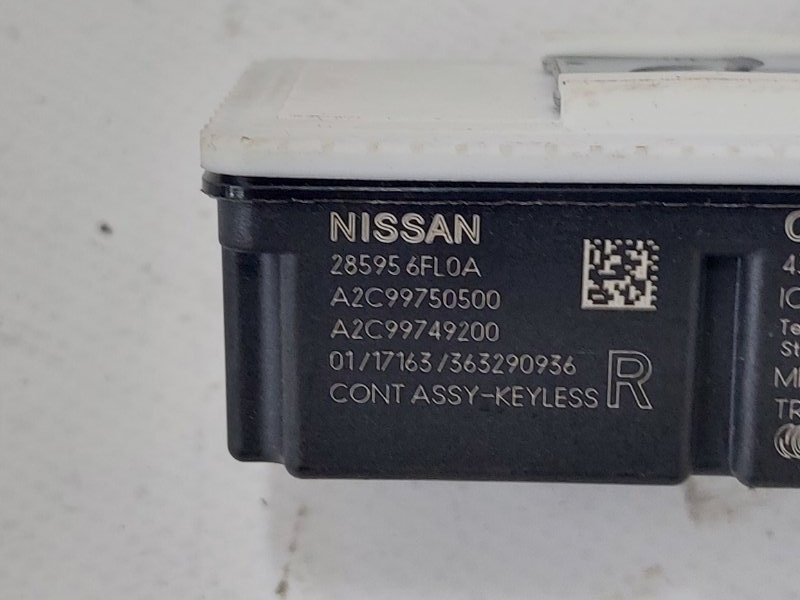 NISSAN
28595 6FL0A
A2C99750500
A2C99749200
01/17163/363290936
CONT ASSY-KEYLESS R